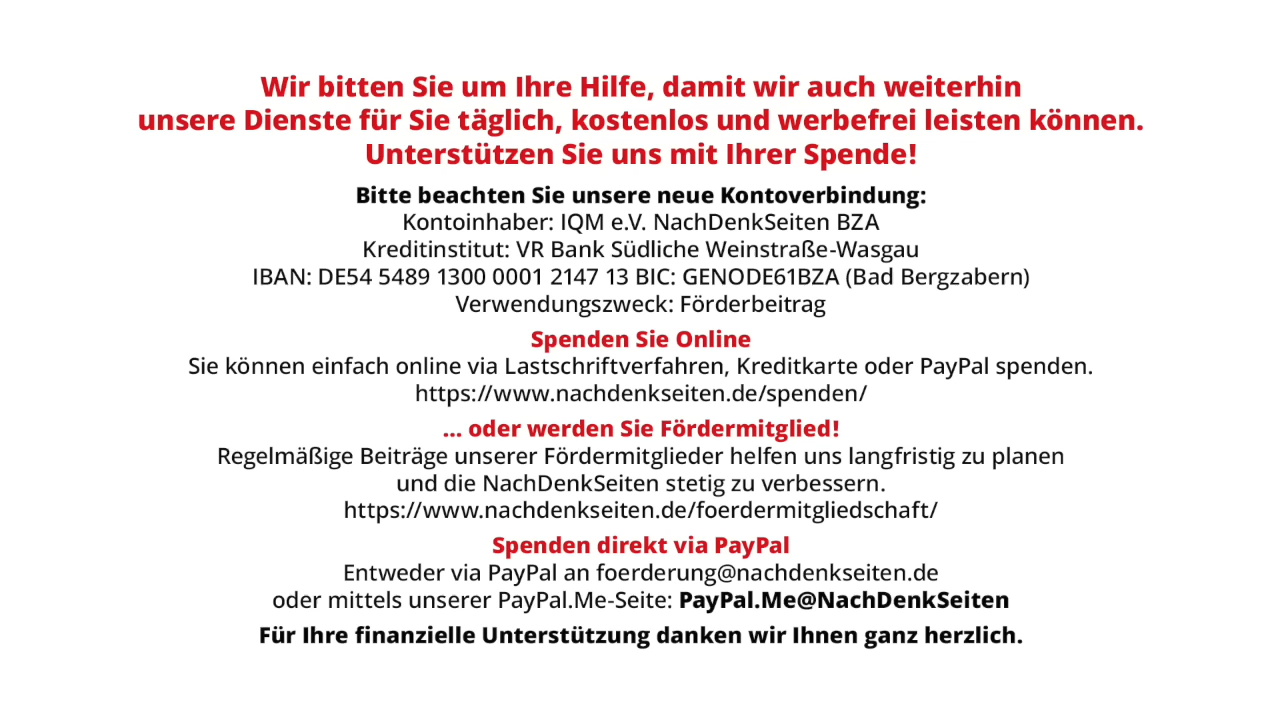 Wir bitten Sie um Ihre Hilfe, damit wir auch weiterhin
unsere Dienste für Sie täglich, kostenlos und werbefrei leisten können.
Unterstützen Sie uns mit Ihrer Spende!
Bitte beachten Sie unsere neue Kontoverbindung:
Kontoinhaber: IQM e.V. NachDenkSeiten BZA
Kreditinstitut: VR Bank Südliche Weinstraße-Wasgau
IBAN: DE54 5489 1300 0001 2147 13 BIC: GENODE61BZA (Bad Bergzabern)
Verwendungszweck: Förderbeitrag
Spenden Sie Online
Sie können einfach online via Lastschriftverfahren, Kreditkarte oder PayPal spenden.
https://www.nachdenkseiten.de/spenden/
... oder werden Sie Fördermitglied!
Regelmäßige Beiträge unserer Fördermitglieder helfen uns langfristig zu planen
und die NachDenkSeiten stetig zu verbessern.
https://www.nachdenkseiten.de/foerdermitgliedschaft/
Spenden direkt via PayPal
Entweder via PayPal an foerderung@nachdenkseiten.de
oder mittels unserer PayPal.Me-Seite: PayPal.Me@NachDenkSeiten
Für Ihre finanzielle Unterstützung danken wir Ihnen ganz herzlich.